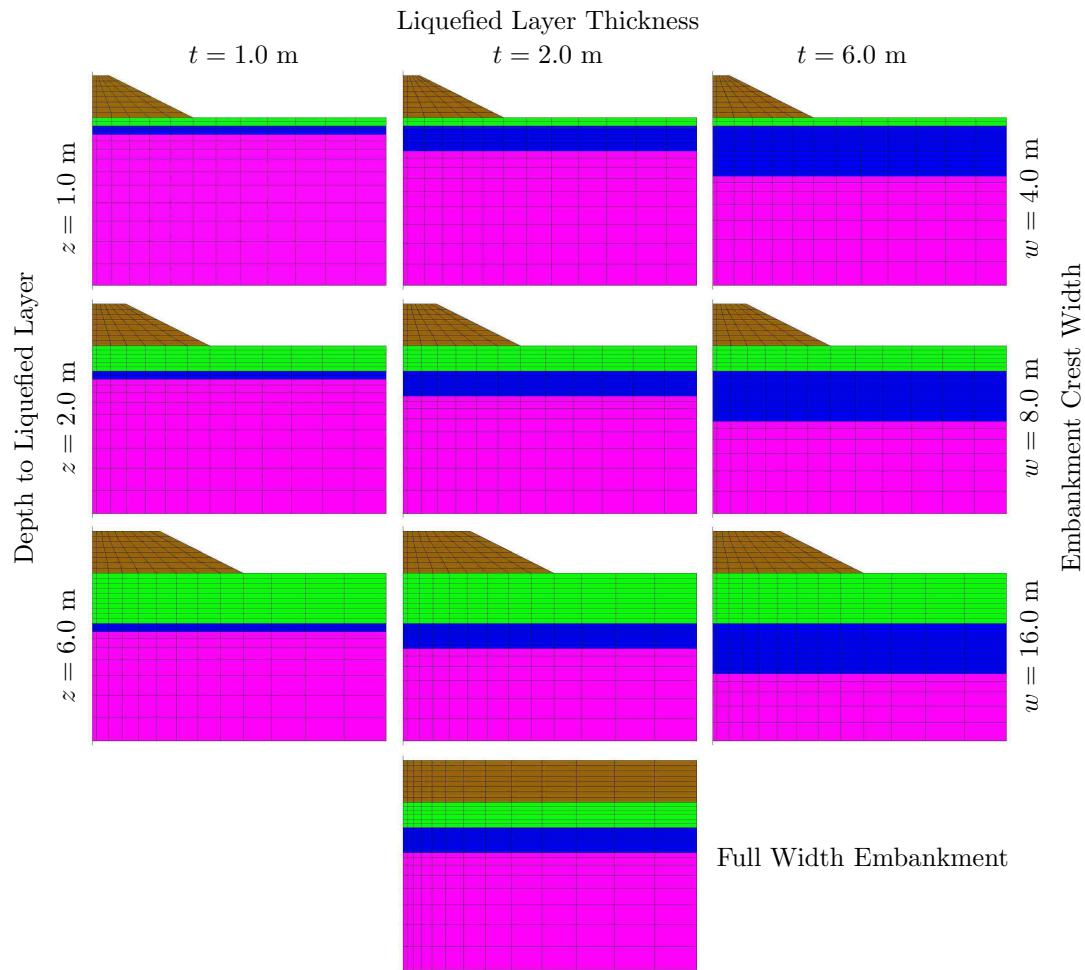 Liquefied Layer Thickness
t = 1.0 m
t = 2.0 m
t = 6.0 m
Depth to Liquefied Layer
z = 1.0 m
z = 2.0 m
z = 6.0 m
w = 4.0 m
w = 8.0 m
w = 16.0 m
Embankment Crest Width
Full Width Embankment